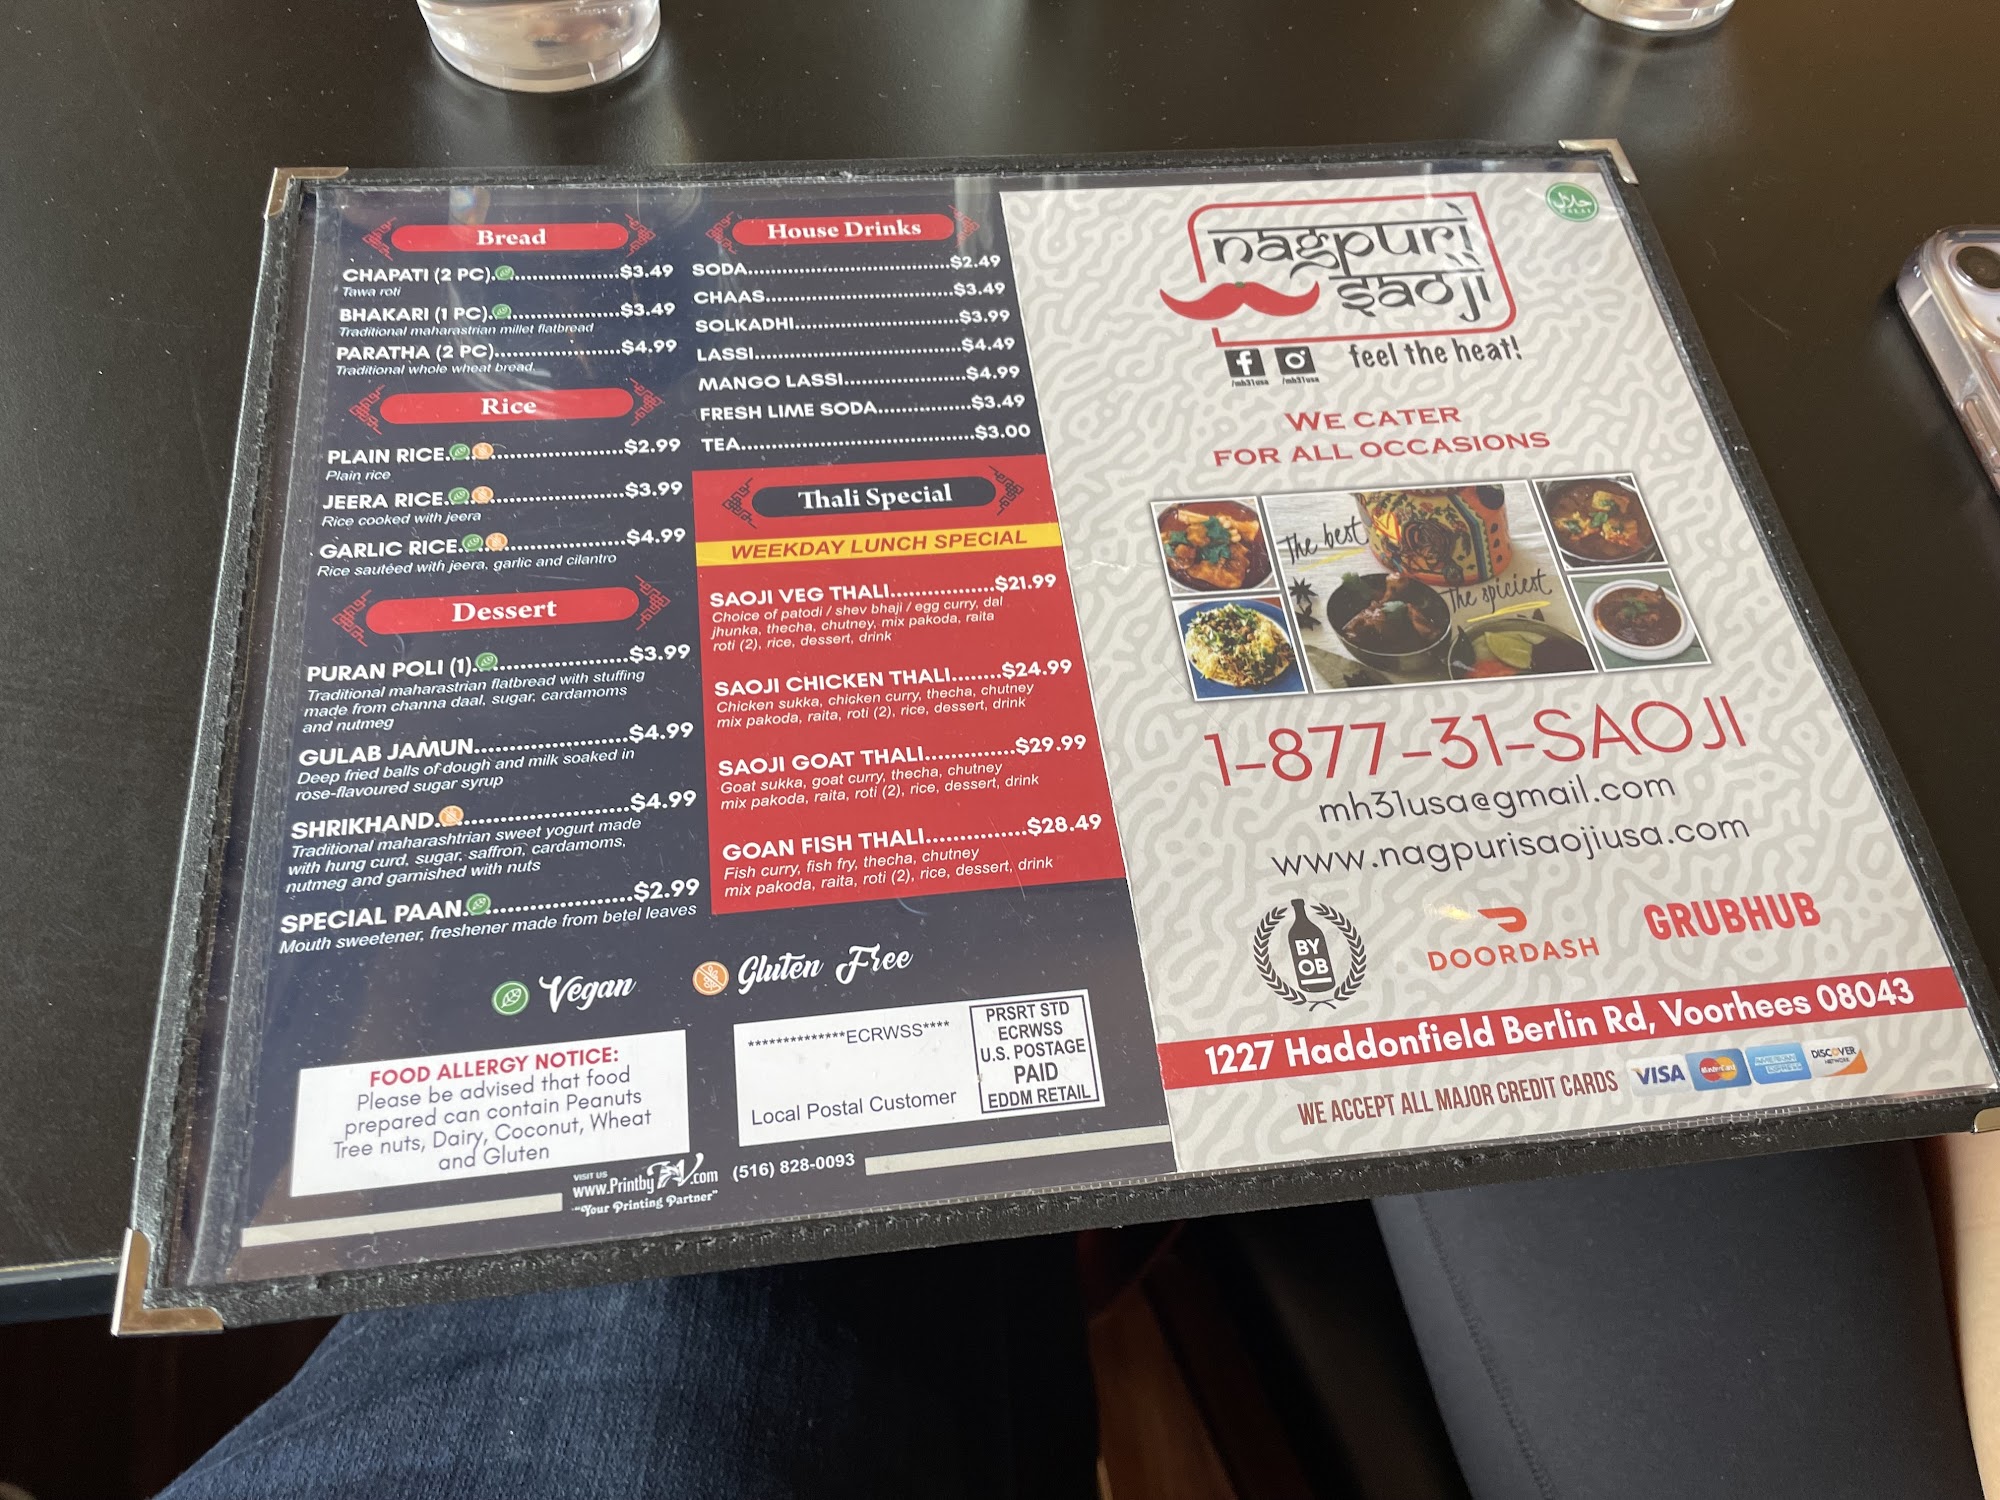 Bread
CHAPATI (2 PC)....................$3.49
Tawa roti
BHAKARI (1 PC)....................$3.49
Traditional maharastrian millet flatbread
PARATHA (2 PC)....................$4.99
Traditional whole wheat bread
Rice
PLAIN RICE........................$2.99
Plain rice
JEERA RICE........................$3.99
Rice cooked with jeera
GARLIC RICE.......................$4.99
Rice sautéed with jeera, garlic and cilantro
Dessert
PURAN POLI (1)....................$3.99
Traditional maharastrian flatbread with stuffing
made from channa daal, sugar, cardamoms
and nutmeg
GULAB JAMUN.......................$4.99
Deep fried balls of dough and milk soaked in
rose-flavoured sugar syrup
SHRIKHAND.........................$4.99
Traditional maharashtrian sweet yogurt made
with hung curd, sugar, saffron, cardamoms,
nutmeg and garnished with nuts
SPECIAL PAAN......................$2.99
Mouth sweetener, freshener made from betel leaves
House Drinks
SODA..............................$2.49
CHAAS.............................$3.49
SOLKADHI..........................$3.99
LASSI.............................$4.49
MANGO LASSI.......................$4.99
FRESH LIME SODA...................$3.49
TEA...............................$3.00
Thali Special
WEEKDAY LUNCH SPECIAL
SAOJI VEG THALI.................$21.99
Choice of patodi / shev bhaji / egg curry, dal
jhunka, thecha, chutney, mix pakoda, raita
roti (2), rice, dessert, drink
SAOJI CHICKEN THALI........$24.99
Chicken sukka, chicken curry, thecha, chutney
mix pakoda, raita, roti (2), rice, dessert, drink
SAOJI GOAT THALI..............$29.99
Goat sukka, goat curry, thecha, chutney
mix pakoda, raita, roti (2), rice, dessert, drink
GOAN FISH THALI...............$28.49
Fish curry, fish fry, thecha, chutney
mix pakoda, raita, roti (2), rice, dessert, drink
Vegan
Gluten Free
FOOD ALLERGY NOTICE:
Please be advised that food
prepared can contain Peanuts
Tree nuts, Dairy, Coconut, Wheat
and Gluten
**************ECRWSS****
Local Postal Customer
PRSRT STD
ECRWSS
U.S. POSTAGE
PAID
EDDM RETAIL
VISIT US
www.PrintbyTAV.com
"Your Printing Partner"
(516) 828-0093
حلال
HALAL
nagpuri
saoji
/mh31usa
/mh31usa
feel the heat!
WE CATER
FOR ALL OCCASIONS
The best
The spiciest
1-877-31-SAOJI
mh31usa@gmail.com
www.nagpurisaojiusa.com
BY
OB
DOORDASH
GRUBHUB
1227 Haddonfield Berlin Rd, Voorhees 08043
WE ACCEPT ALL MAJOR CREDIT CARDS
VISA
MasterCard
AMERICAN
EXPRESS
DISCOVER
NETWORK